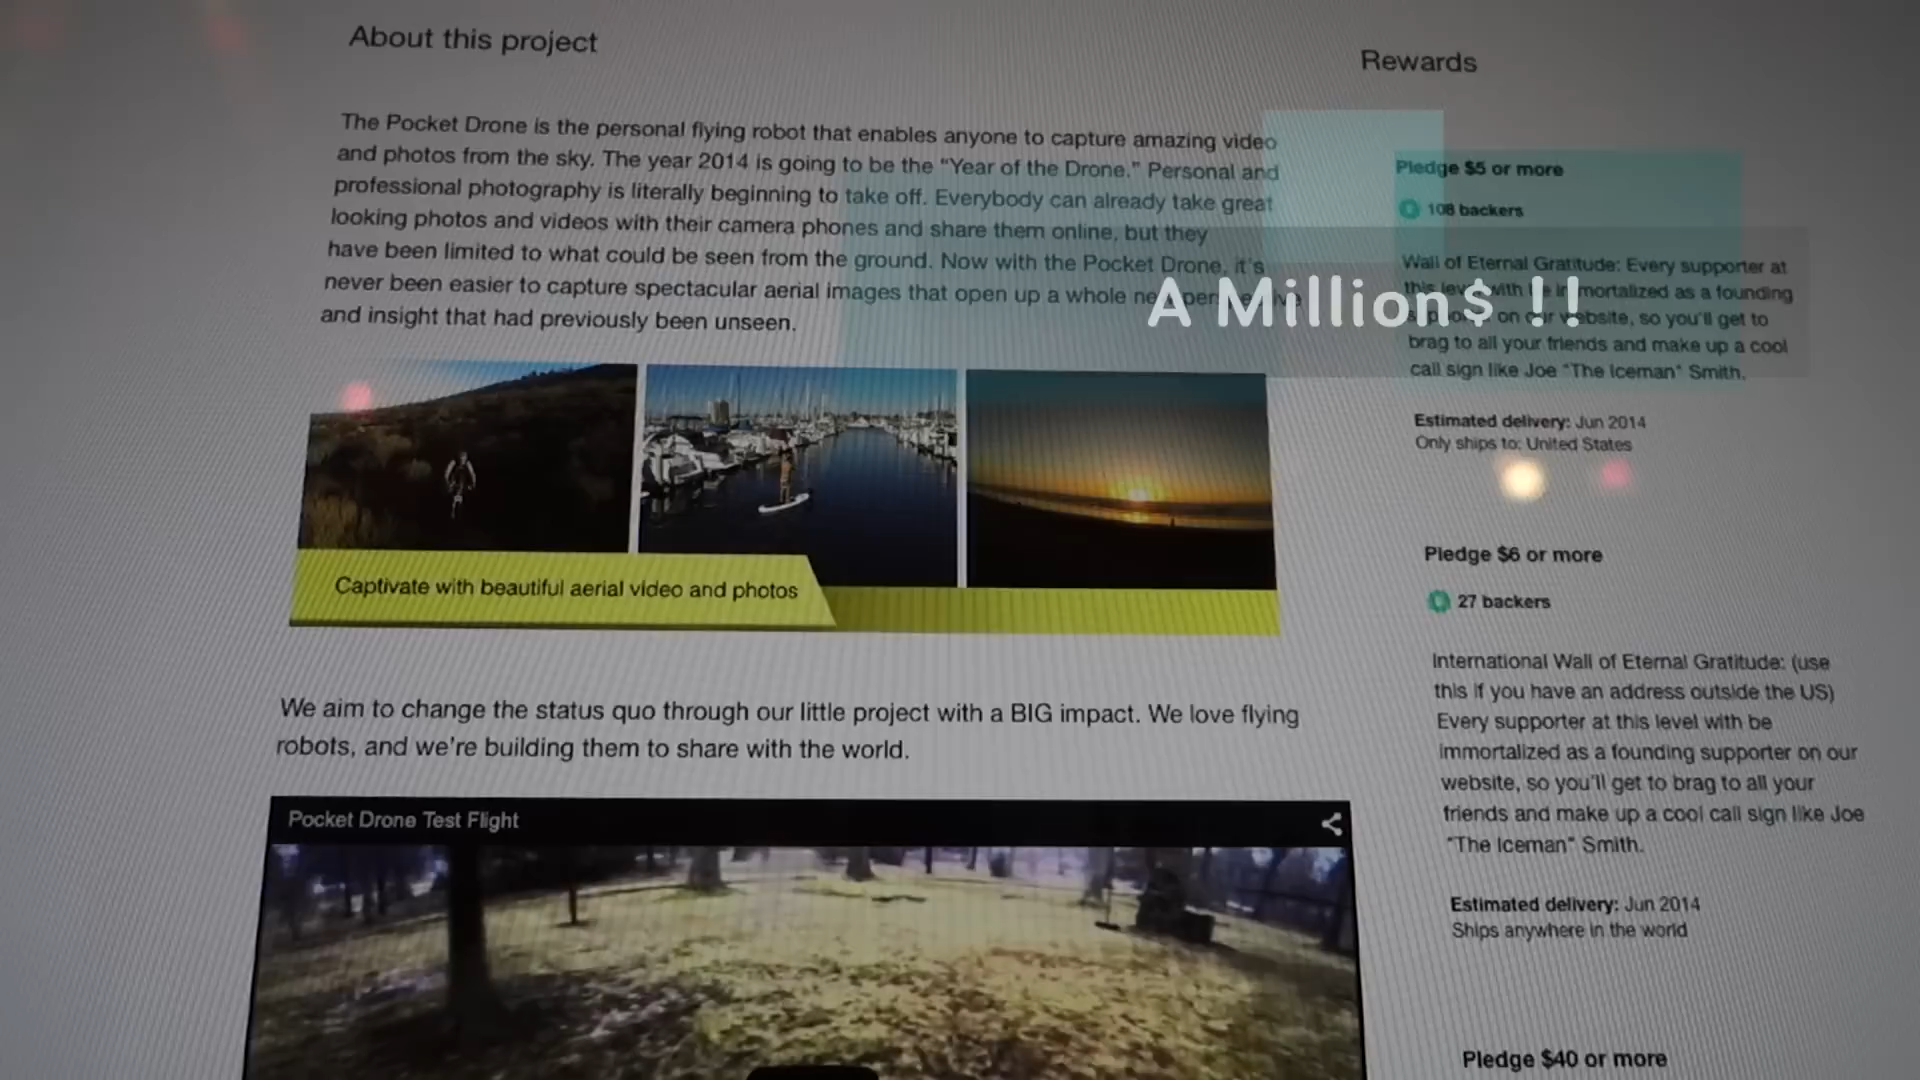 About this project
The Pocket Drone is the personal flying robot that enables anyone to capture amazing video
and photos from the sky. The year 2014 is going to be the “Year of the Drone.” Personal and
professional photography is literally beginning to take off. Everybody can already take great
looking photos and videos with their camera phones and share them online, but they
have been limited to what could be seen from the ground. Now with the Pocket Drone, it's
never been easier to capture spectacular aerial images that open up a whole
and insight that had previously been unseen.
Captivate with beautiful aerial video and photos
We aim to change the status quo through our little project with a BIG impact. We love flying
robots, and we're building them to share with the world.
Pocket Drone Test Flight
A Million$ !!
Rewards
Pledge $5 or more
108 backers
Wall of Eternal Gratitude: Every supporter at
this level with be immortalized as a founding
on our website, so you'll get to
brag to all your friends and make up a cool
call sign like Joe "The Iceman" Smith.
Estimated delivery: Jun 2014
Only ships to: United States
Pledge $6 or more
27 backers
International Wall of Eternal Gratitude: (use
this if you have an address outside the US)
Every supporter at this level with be
immortalized as a founding supporter on our
website, so you'll get to brag to all your
friends and make up a cool call sign like Joe
"The Iceman" Smith.
Estimated delivery: Jun 2014
Ships anywhere in the world
Pledge $40 or more